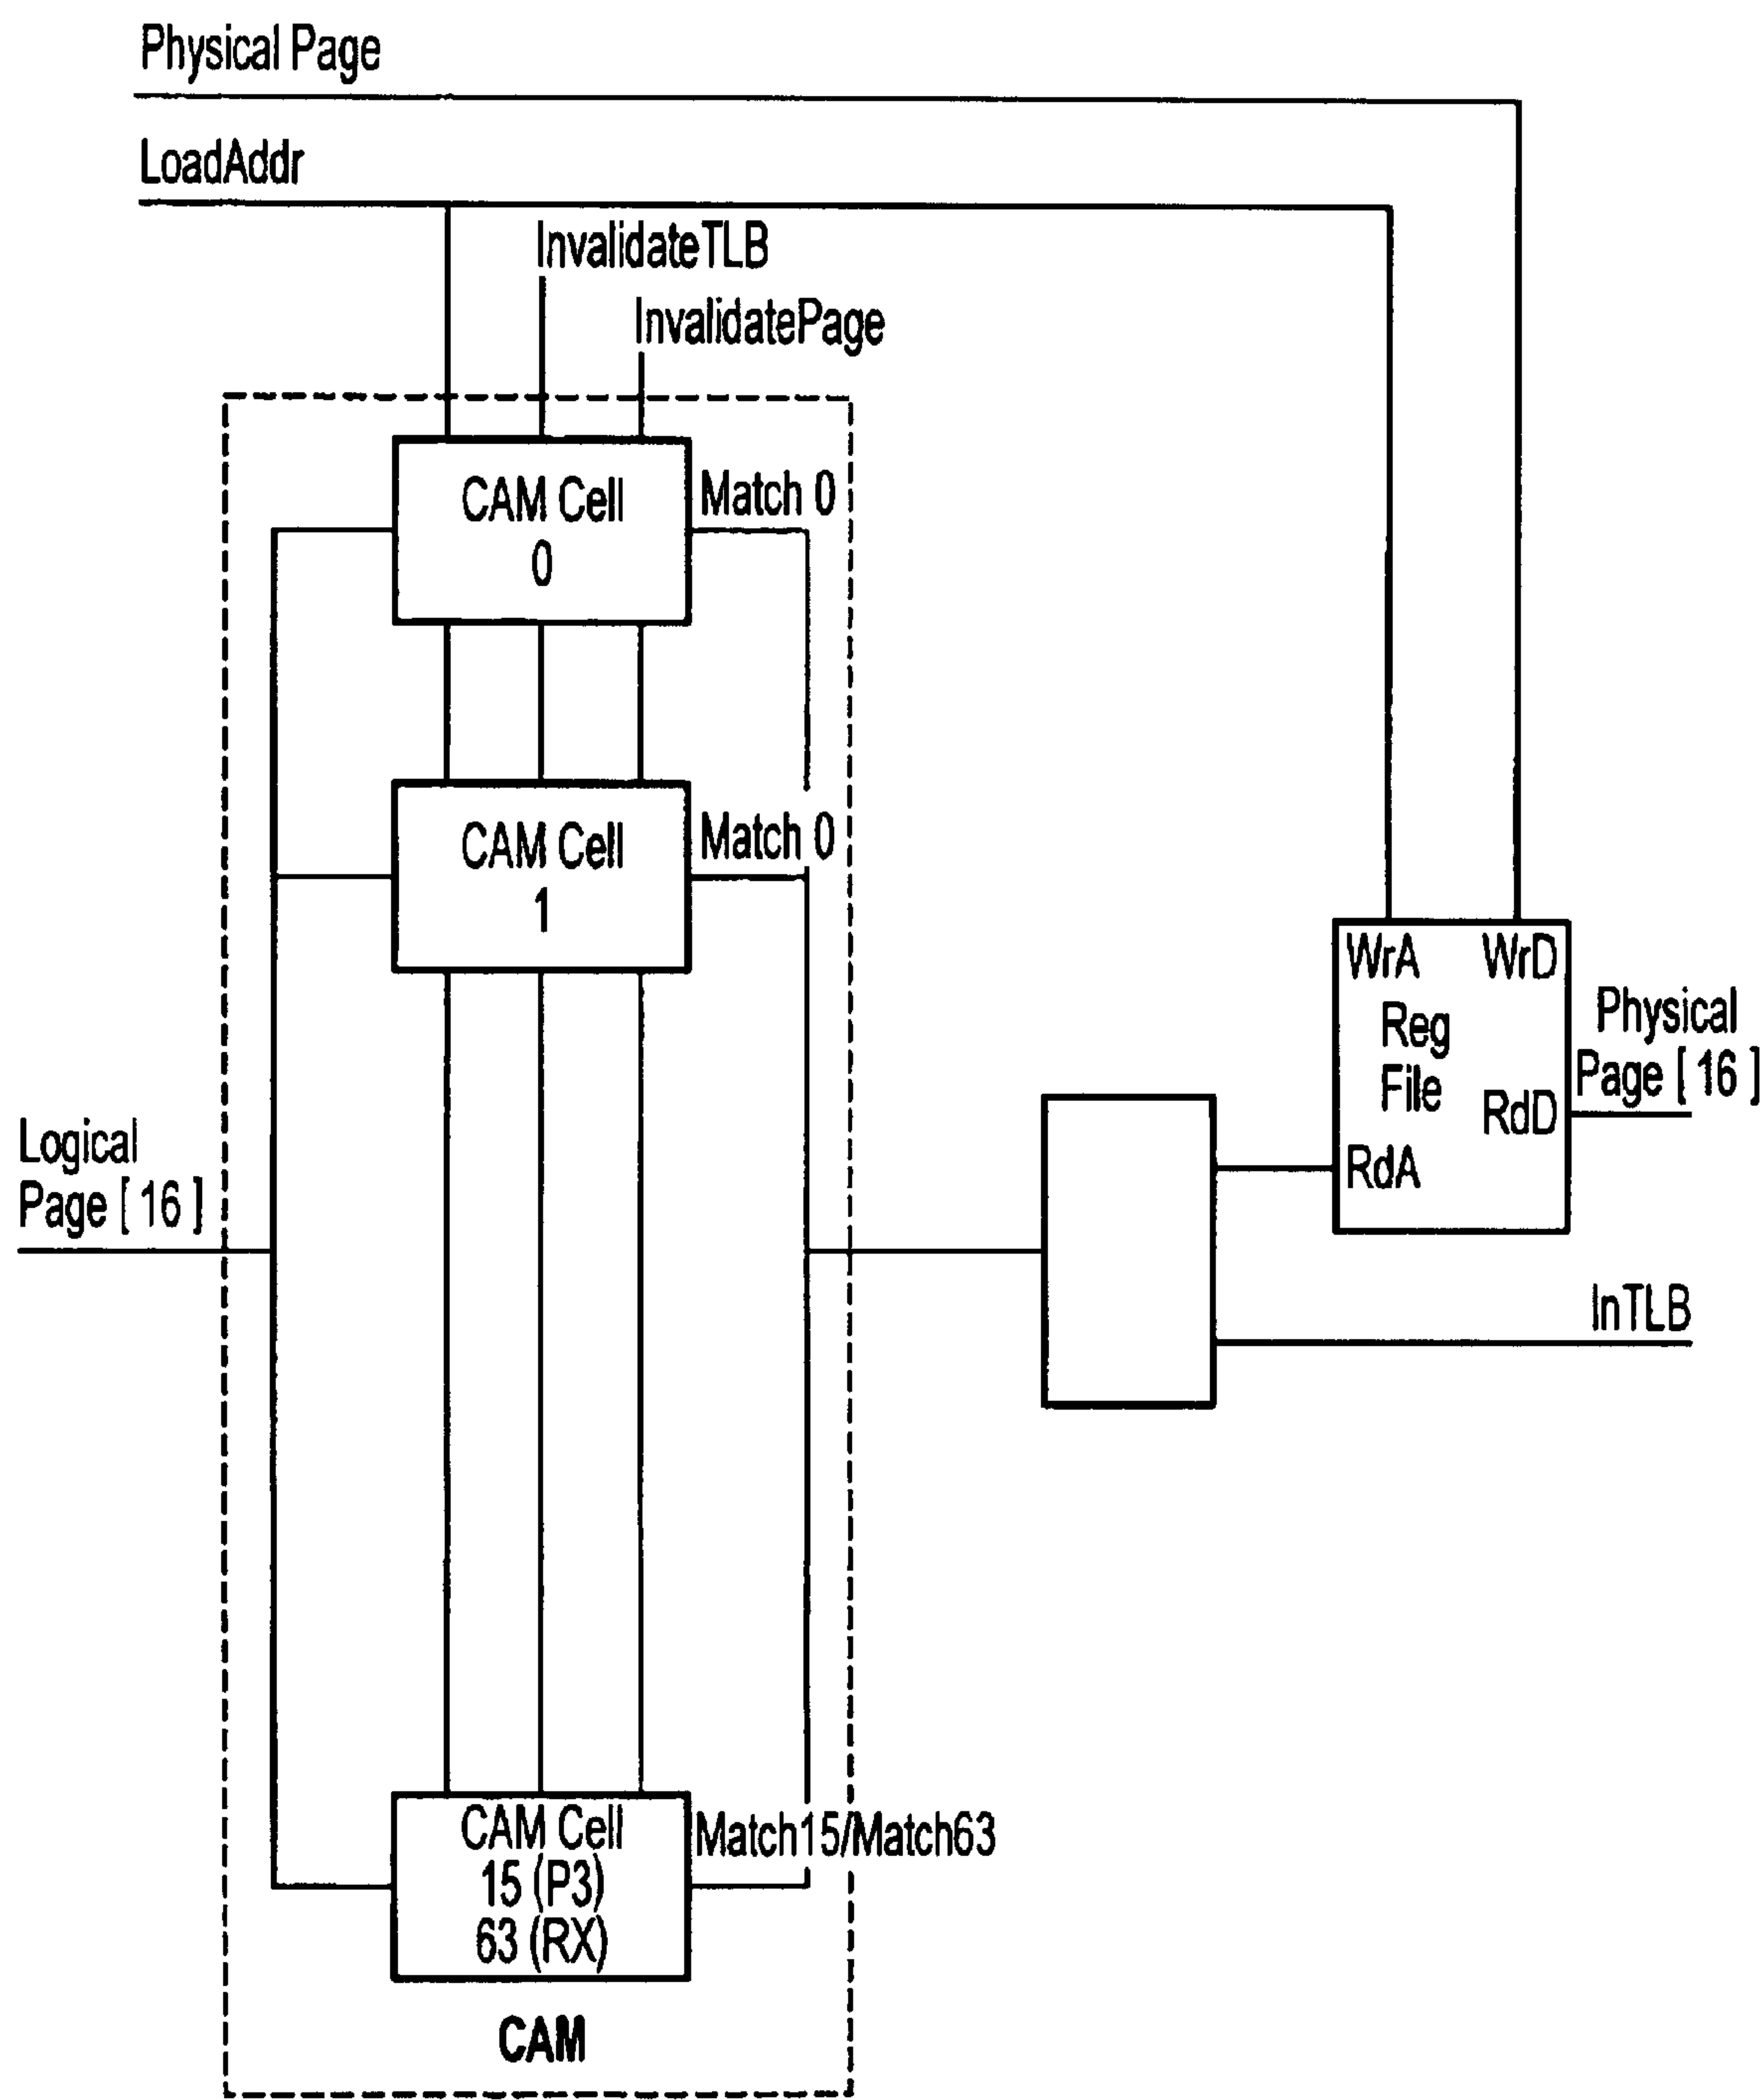 Physical Page
LoadAddr
InvalidateTLB
InvalidatePage
CAM Cell
0
Match 0
CAM Cell
1
Match 0
WrA WrD
Reg
File
RdD
RdA
Physical
Page [ 16 ]
Logical
Page [ 16 ]
InTLB
CAM Cell
15 (P3)
63 (RX)
Match15/Match63
CAM